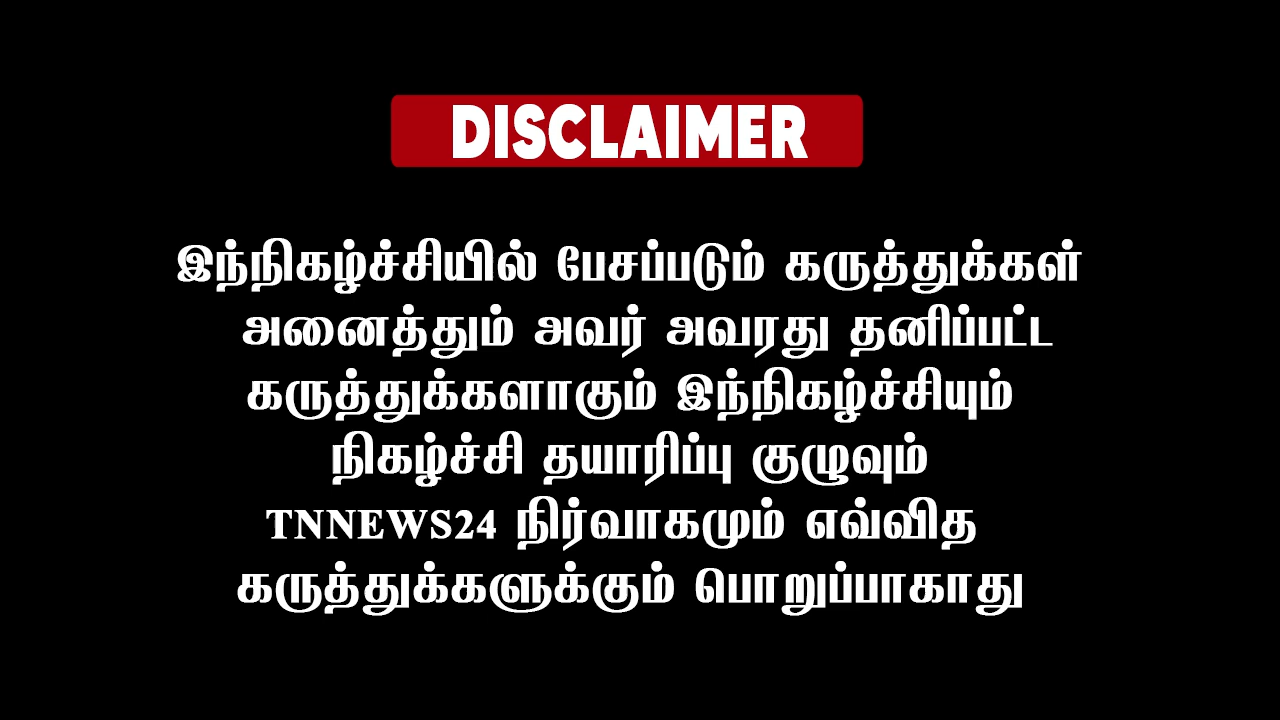 DISCLAIMER
இந்நிகழ்ச்சியில் பேசப்படும் கருத்துக்கள்
அனைத்தும் அவர் அவரது தனிப்பட்ட
கருத்துக்களாகும் இந்நிகழ்ச்சியும்
நிகழ்ச்சி தயாரிப்பு குழுவும்
TNNEWS24 நிர்வாகமும் எவ்வித
கருத்துக்களுக்கும் பொறுப்பாகாது